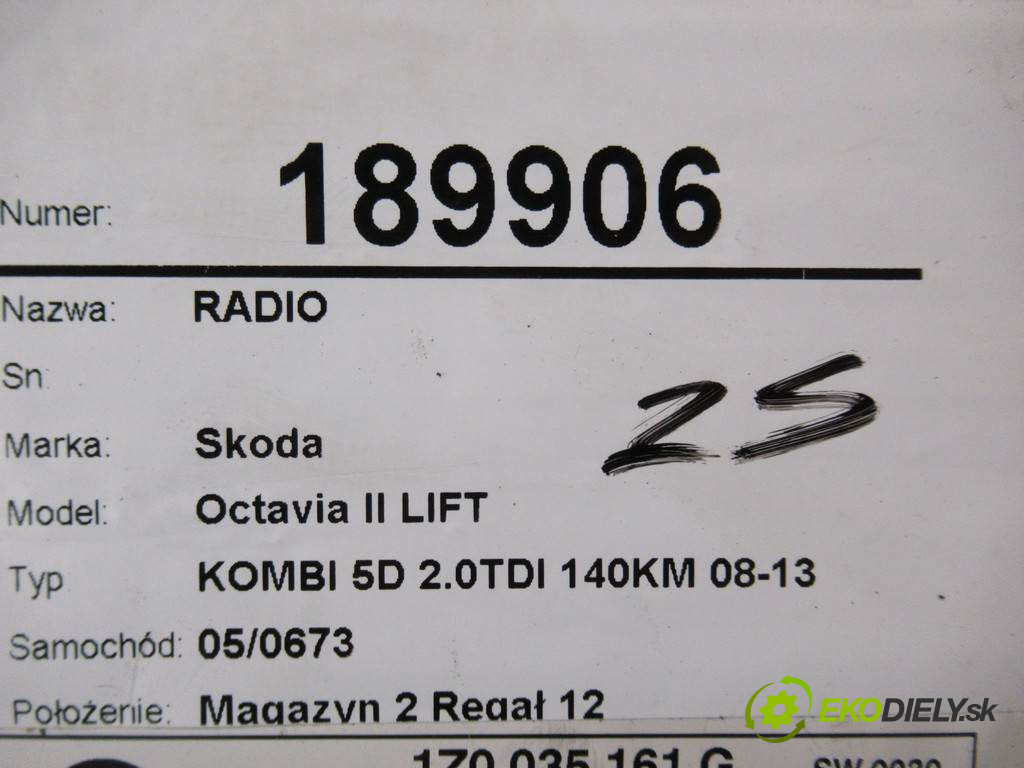 Numer: 189906
Nazwa: RADIO
Sn
25
Marka: Skoda
Model: Octavia II LIFT
Typ KOMBI 5D 2.0TDI 140KM 08-13
Samochód: 05/0673
Położenie: Magazyn 2 Regał 12
EKODIELY.sk
1Z0 035 161 G